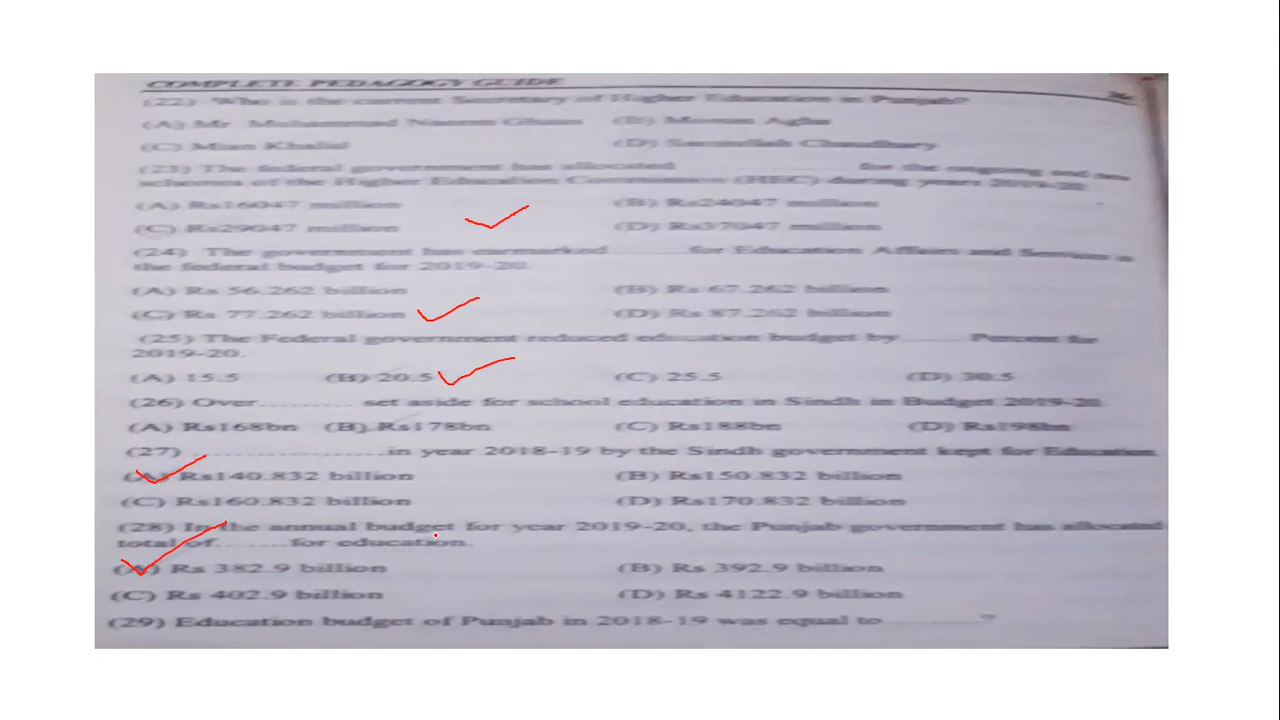 COMPLETE PEDAGOGY GUIDE
(22) Who is the current Secretary of Higher Education in Punjab?
(A) Mr Muhammad Naeem Ghaus (B) Momin Agha
(C) Mian Khalid (D) Sareullah Chaudhary
(23) The federal government has allocated for the ongoing and new
schemes of the Higher Education Commission (HEC) during years 2019-20
(A) Rs16047 million (B) Rs24047 million
(C) Rs29047 million (D) Rs37047 million
(24) The government has earmarked ........ for Education Affairs and Services in
the federal budget for 2019-20.
(A) Rs 56.262 billion (B) Rs 67.262 billion
(C) Rs 77.262 billion (D) Rs 87.262 billion
(25) The Federal government reduced education budget by........ Percent for
2019-20.
(A) 15.5 (B) 20.5 (C) 25.5 (D) 30.5
(26) Over.......... set aside for school education in Sindh in Budget 2019-20
(A) Rs168bn (B) Rs178bn (C) Rs188bn (D) Rs198bn
(27) .....................in year 2018-19 by the Sindh government kept for Education
(A) Rs140.832 billion (B) Rs150.832 billion
(C) Rs160.832 billion (D) Rs170.832 billion
(28) In the annual budget for year 2019-20, the Punjab government has allocated
total of.......for education.
(A) Rs 382.9 billion (B) Rs 392.9 billion
(C) Rs 402.9 billion (D) Rs 4122.9 billion
(29) Education budget of Punjab in 2018-19 was equal to ..........?